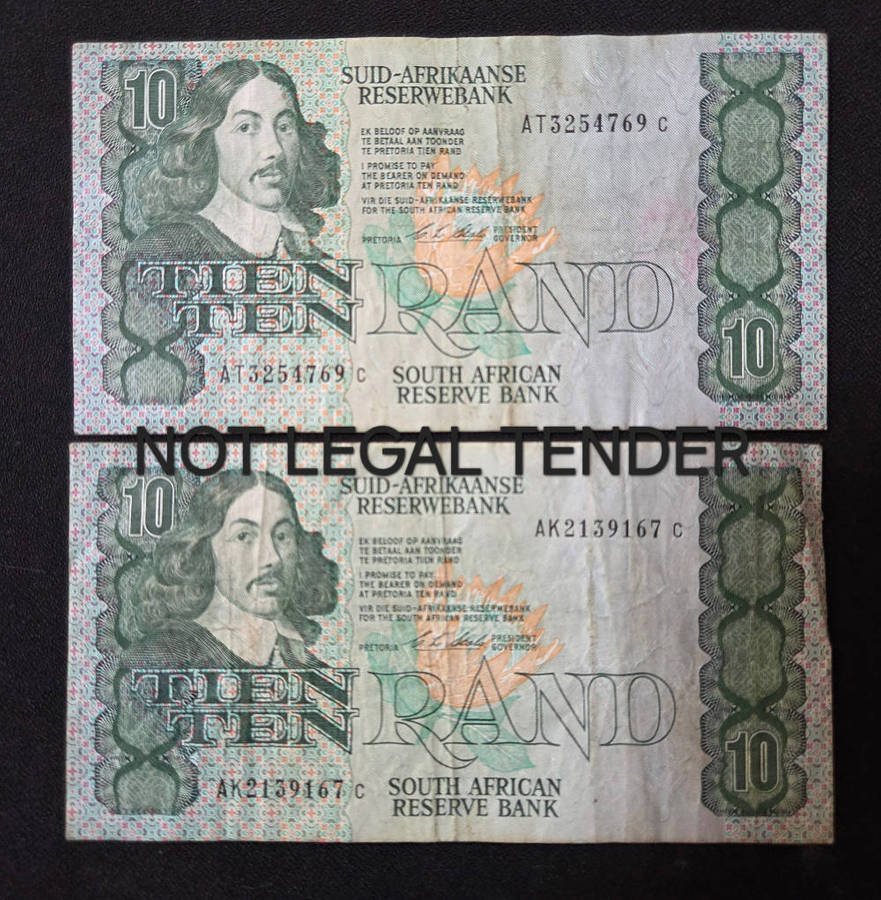 10
SUID-AFRIKAANSE
RESERWEBANK
AT3254769 C
EK BELOOF OP AANVRAAG
TE BETAAL AAN TOONDER
TE PRETORIA TIEN RAND
I PROMISE TO PAY
THE BEARER ON DEMAND
AT PRETORIA TEN RAND
VIR DIE SUID-AFRIKAANSE RESERWEBANK
FOR THE SOUTH AFRICAN RESERVE BANK
PRETORIA
PRESIDENT
GOVERNOR
TIEN
TEN
RAND
10
AT3254769 C
SOUTH AFRICAN
RESERVE BANK
NOT LEGAL TENDER
10
SUID-AFRIKAANSE
RESERWEBANK
AK2139167 C
EK BELOOF OP AANVRAAG
TE BETAAL AAN TOONDER
TE PRETORIA TIEN RAND
I PROMISE TO PAY
THE BEARER ON DEMAND
AT PRETORIA TEN RAND
VIR DIE SUID-AFRIKAANSE RESERWEBANK
FOR THE SOUTH AFRICAN RESERVE BANK
PRETORIA
PRESIDENT
GOVERNOR
TIEN
TEN
RAND
10
AK2139167 C
SOUTH AFRICAN
RESERVE BANK